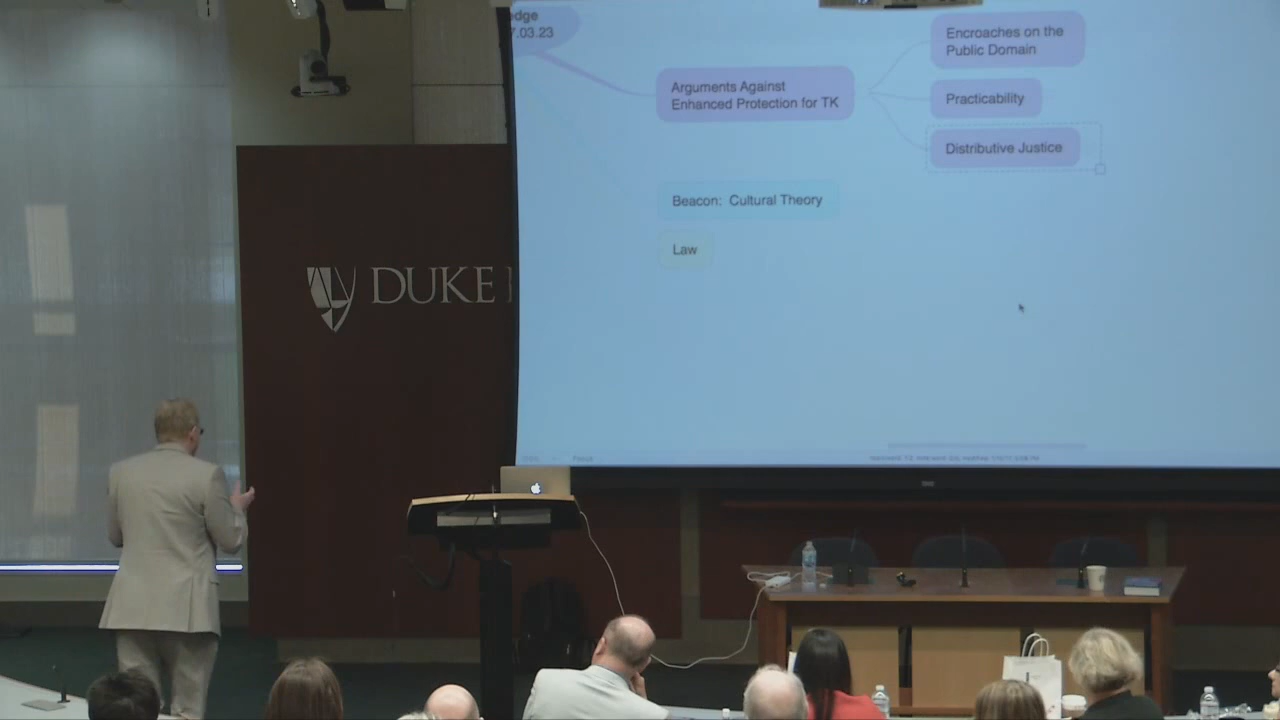 edge
7.03.23
Encroaches on the
Public Domain
Arguments Against
Enhanced Protection for TK
Practicability
Distributive Justice
Beacon: Cultural Theory
Law
DUKE